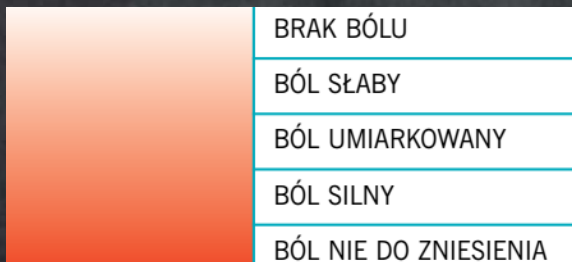 BRAK BÓLU
BÓL SŁABY
BÓL UMIARKOWANY
BÓL SILNY
BÓL NIE DO ZNIESIENIA